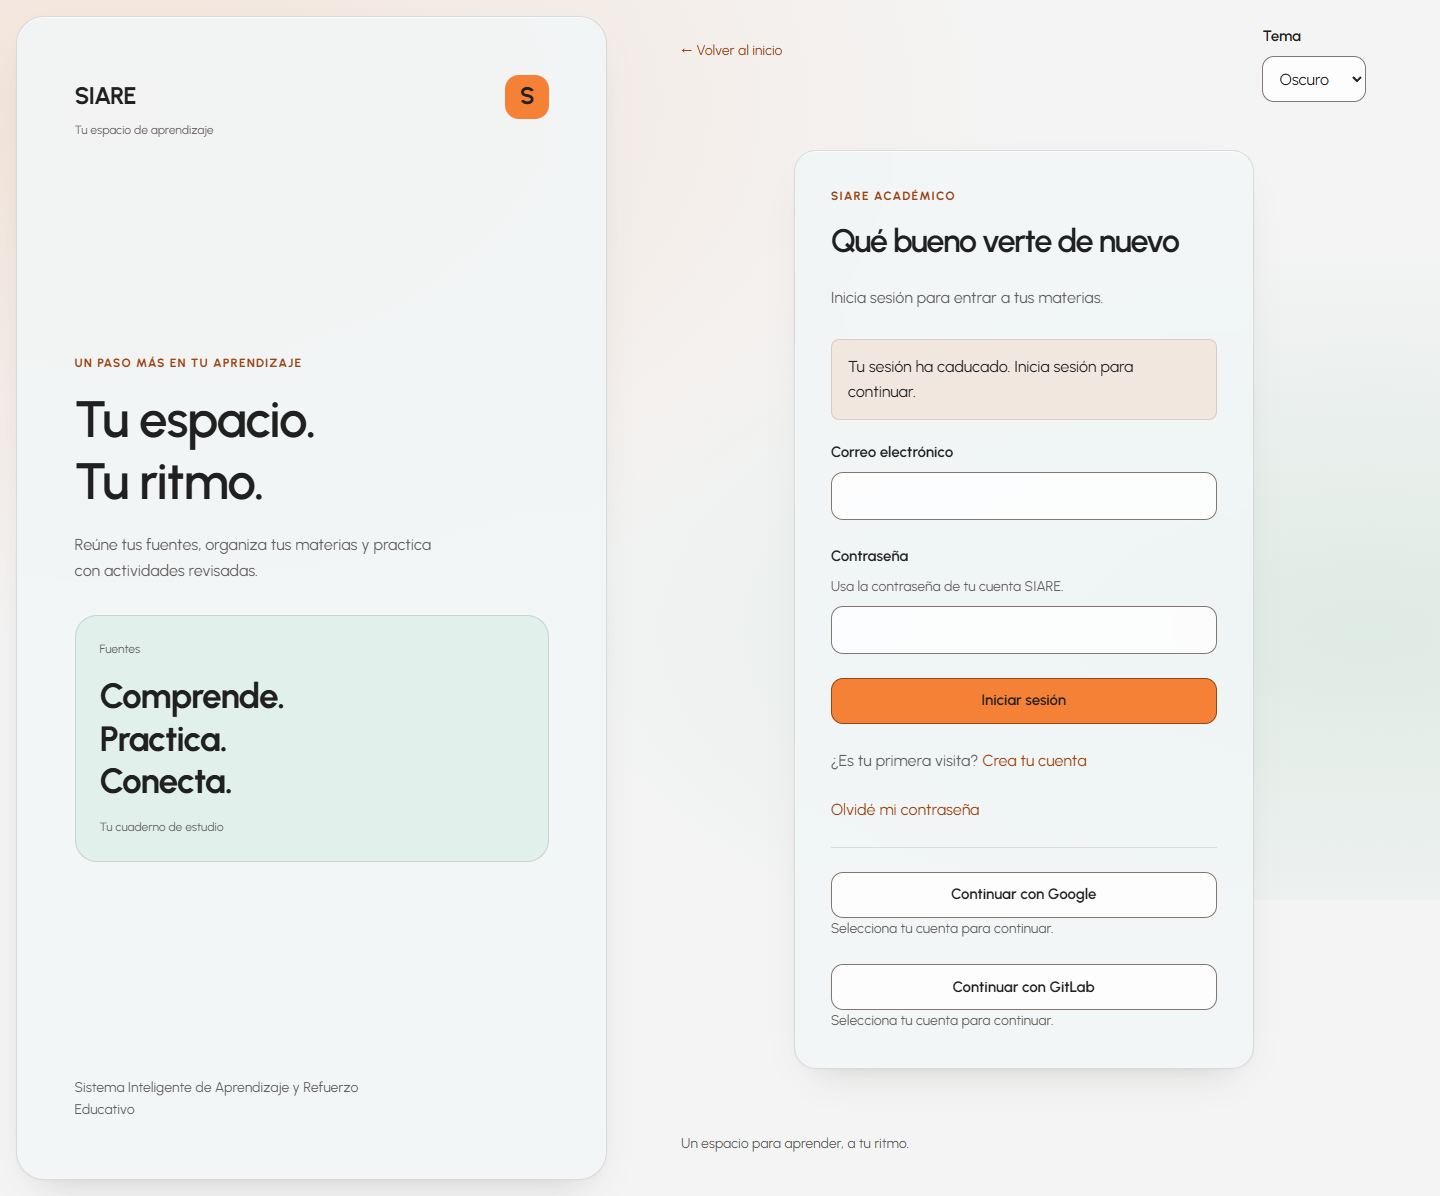 SIARE
S
Tu espacio de aprendizaje
UN PASO MÁS EN TU APRENDIZAJE
Tu espacio.
Tu ritmo.
Reúne tus fuentes, organiza tus materias y practica
con actividades revisadas.
Fuentes
Comprende.
Practica.
Conecta.
Tu cuaderno de estudio
Sistema Inteligente de Aprendizaje y Refuerzo
Educativo
← Volver al inicio
Tema
Oscuro
SIARE ACADÉMICO
Qué bueno verte de nuevo
Inicia sesión para entrar a tus materias.
Tu sesión ha caducado. Inicia sesión para
continuar.
Correo electrónico
Contraseña
Usa la contraseña de tu cuenta SIARE.
Iniciar sesión
¿Es tu primera visita? Crea tu cuenta
Olvidé mi contraseña
Continuar con Google
Selecciona tu cuenta para continuar.
Continuar con GitLab
Selecciona tu cuenta para continuar.
Un espacio para aprender, a tu ritmo.